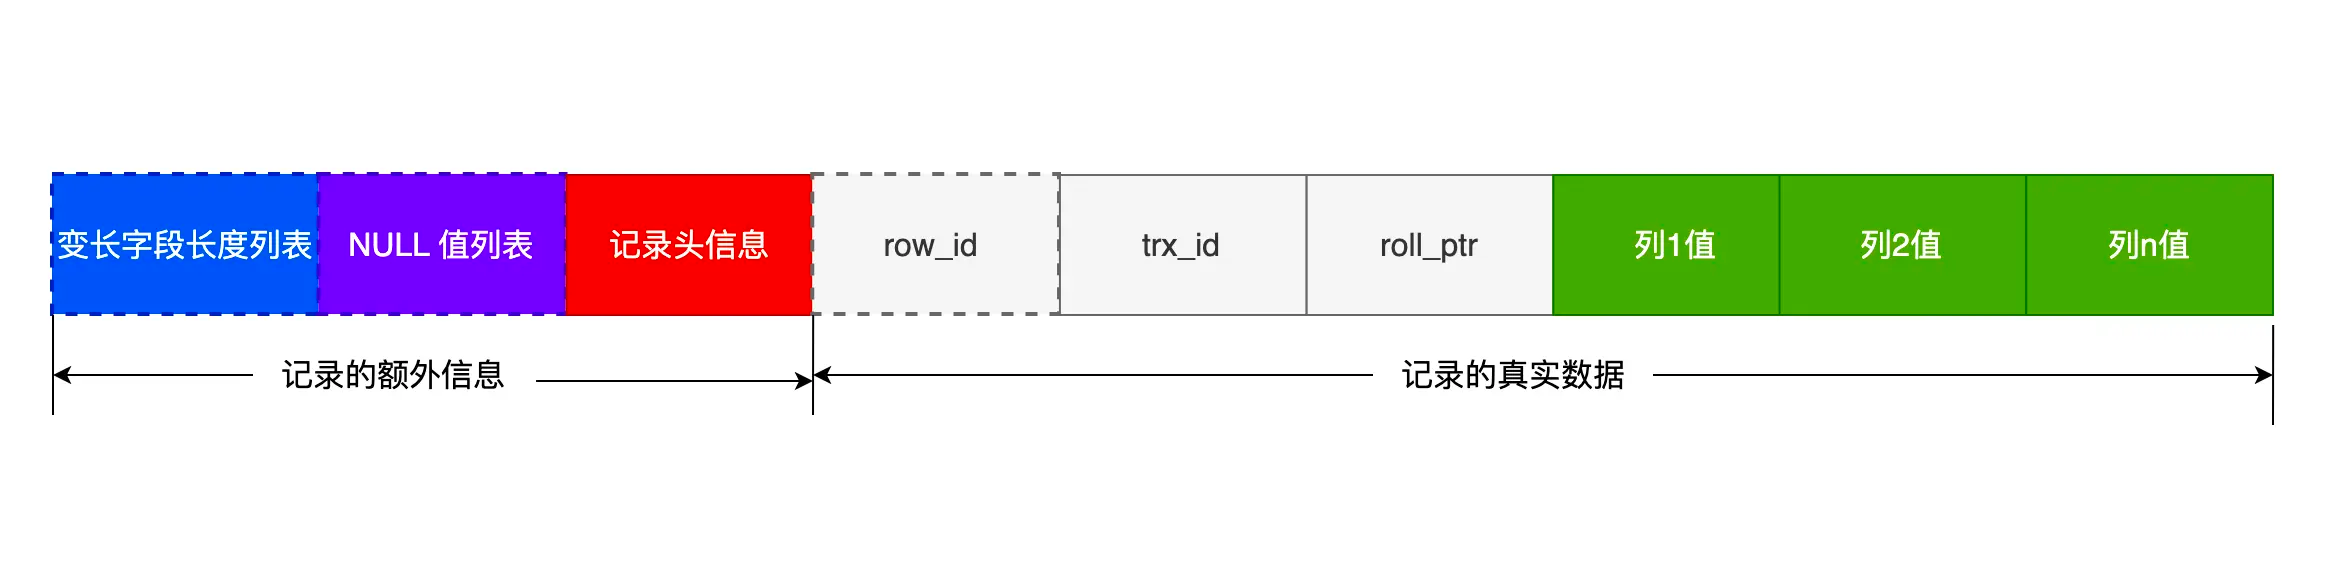 变长字段长度列表
NULL 值列表
记录头信息
row_id
trx_id
roll_ptr
列1值
列2值
列n值
记录的额外信息
记录的真实数据